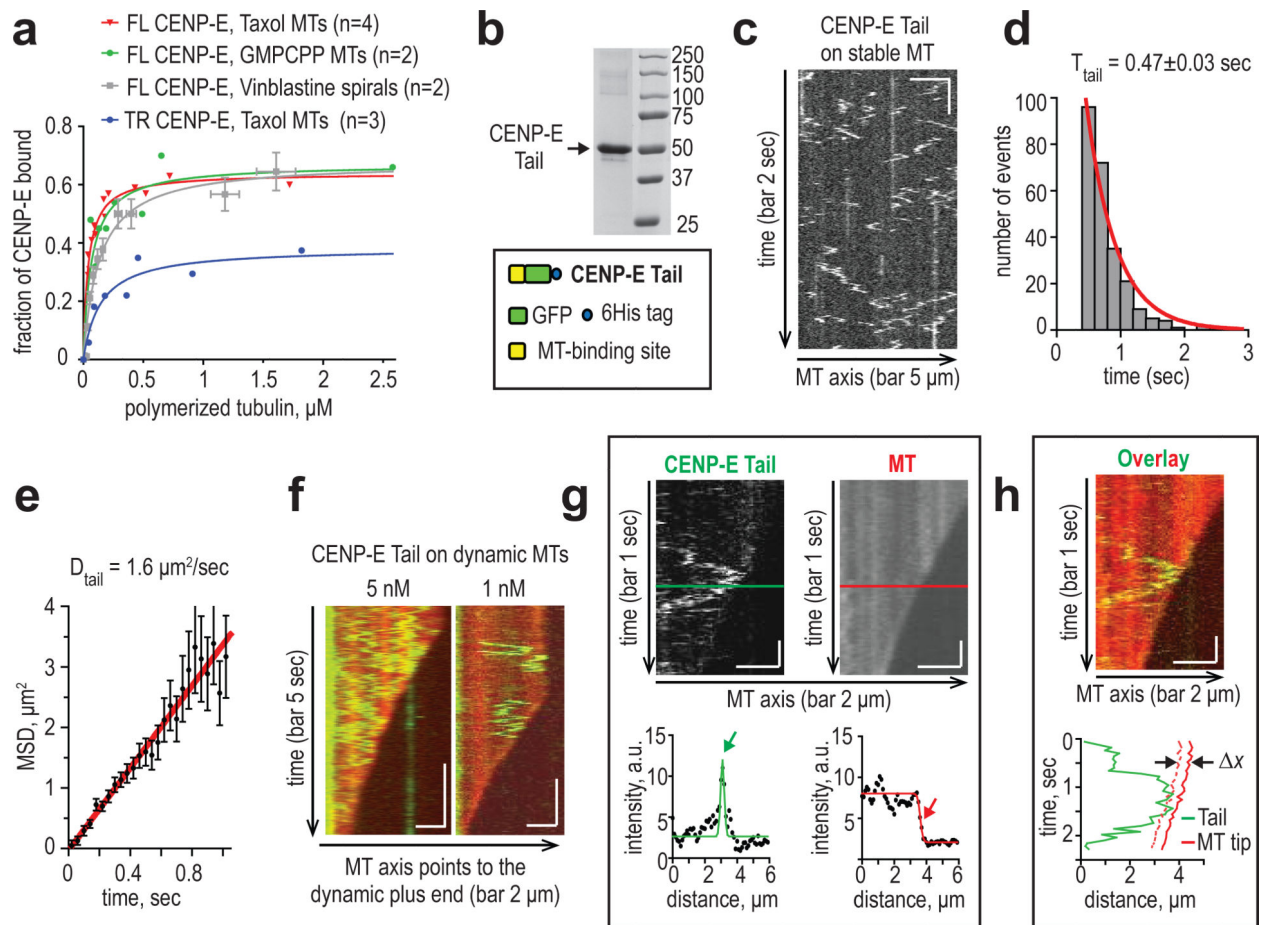 a
FL CENP-E, Taxol MTs (n=4)
FL CENP-E, GMPCPP MTs (n=2)
FL CENP-E, Vinblastine spirals (n=2)
TR CENP-E, Taxol MTs (n=3)
fraction of CENP-E bound
0.8
0.6
0.4
0.2
0
0 0.5 1 1.5 2 2.5
polymerized tubulin, μM
b
250
150
100
75
50
37
25
CENP-E
Tail
CENP-E Tail
GFP 6His tag
MT-binding site
c
CENP-E Tail
on stable MT
time (bar 2 sec)
MT axis (bar 5 μm)
d
Ttail = 0.47±0.03 sec
number of events
100
80
60
40
20
0
0 1 2 3
time (sec)
e
Dtail = 1.6 μm²/sec
MSD, μm²
4
3
2
1
0
0 0.2 0.4 0.6 0.8
time, sec
f
CENP-E Tail on dynamic MTs
5 nM 1 nM
time (bar 5 sec)
MT axis points to the
dynamic plus end (bar 2 μm)
g
CENP-E Tail MT
time (bar 1 sec)
time (bar 1 sec)
MT axis (bar 2 μm)
intensity, a.u.
15
10
5
0
0 2 4 6
distance, μm
intensity, a.u.
15
10
5
0 2 4 6
distance, μm
h
Overlay
time (bar 1 sec)
MT axis (bar 2 μm)
time, sec
0
1
2
Δx
Tail
MT tip
0 2 4
distance, μm